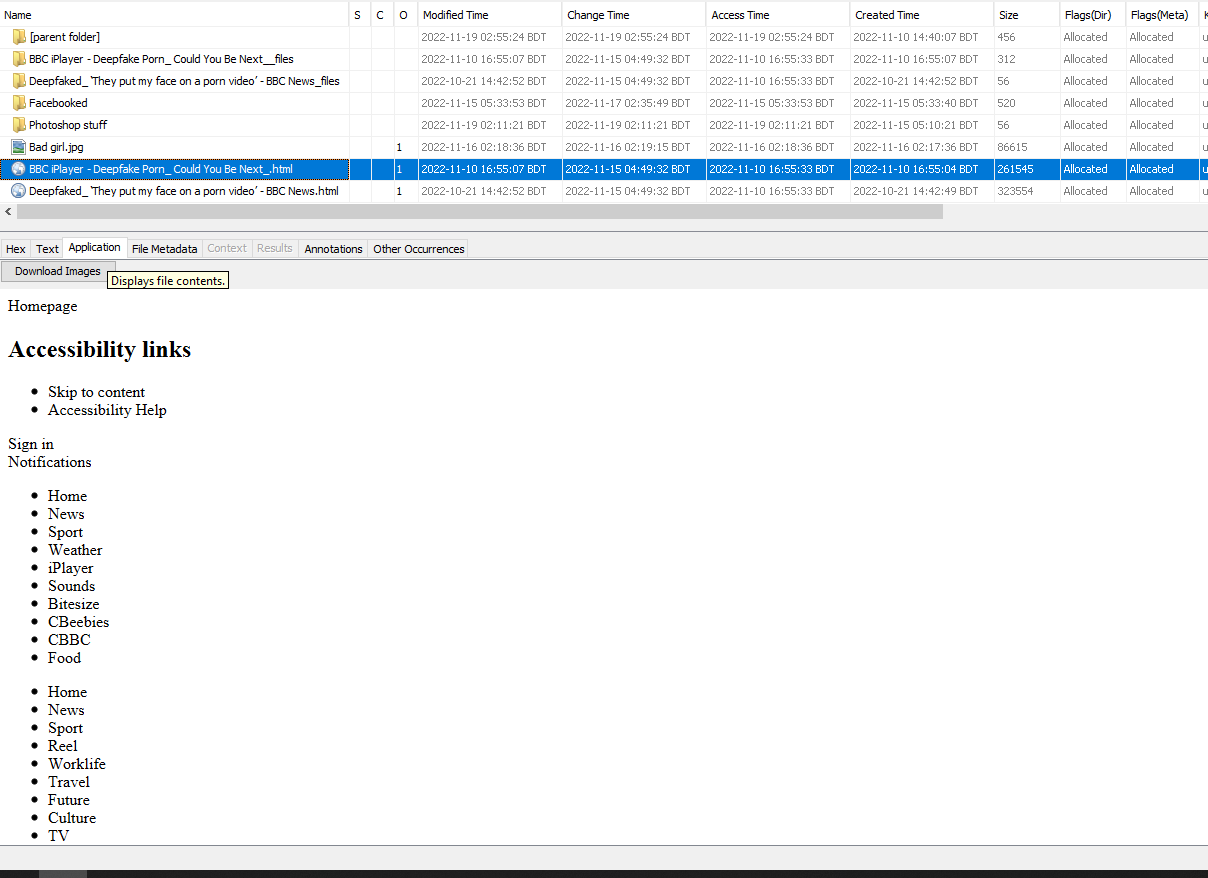 Name S C O Modified Time Change Time Access Time Created Time Size Flags(Dir) Flags(Meta)
[parent folder] 2022-11-19 02:55:24 BDT 2022-11-19 02:55:24 BDT 2022-11-19 02:55:24 BDT 2022-11-10 14:40:07 BDT 456 Allocated Allocated
BBC iPlayer - Deepfake Porn_ Could You Be Next__files 2022-11-10 16:55:07 BDT 2022-11-15 04:49:32 BDT 2022-11-10 16:55:33 BDT 2022-11-10 16:55:07 BDT 312 Allocated Allocated
Deepfaked_ ‘They put my face on a porn video’ - BBC News_files 2022-10-21 14:42:52 BDT 2022-11-15 04:49:32 BDT 2022-11-10 16:55:33 BDT 2022-10-21 14:42:52 BDT 56 Allocated Allocated
Facebooked 2022-11-15 05:33:53 BDT 2022-11-17 02:35:49 BDT 2022-11-15 05:33:53 BDT 2022-11-15 05:33:40 BDT 520 Allocated Allocated
Photoshop stuff 2022-11-19 02:11:21 BDT 2022-11-19 02:11:21 BDT 2022-11-19 02:11:21 BDT 2022-11-15 05:10:21 BDT 56 Allocated Allocated
Bad girl.jpg 1 2022-11-16 02:18:36 BDT 2022-11-16 02:19:15 BDT 2022-11-16 02:18:36 BDT 2022-11-16 02:17:36 BDT 86615 Allocated Allocated
BBC iPlayer - Deepfake Porn_ Could You Be Next_.html 1 2022-11-10 16:55:07 BDT 2022-11-15 04:49:32 BDT 2022-11-10 16:55:33 BDT 2022-11-10 16:55:04 BDT 261545 Allocated Allocated
Deepfaked_ ‘They put my face on a porn video’ - BBC News.html 1 2022-10-21 14:42:52 BDT 2022-11-15 04:49:32 BDT 2022-11-10 16:55:33 BDT 2022-10-21 14:42:49 BDT 323554 Allocated Allocated
Hex Text Application File Metadata Context Results Annotations Other Occurrences
Download Images
Displays file contents.
Homepage
Accessibility links
Skip to content
Accessibility Help
Sign in
Notifications
Home
News
Sport
Weather
iPlayer
Sounds
Bitesize
CBeebies
CBBC
Food
Home
News
Sport
Reel
Worklife
Travel
Future
Culture
TV